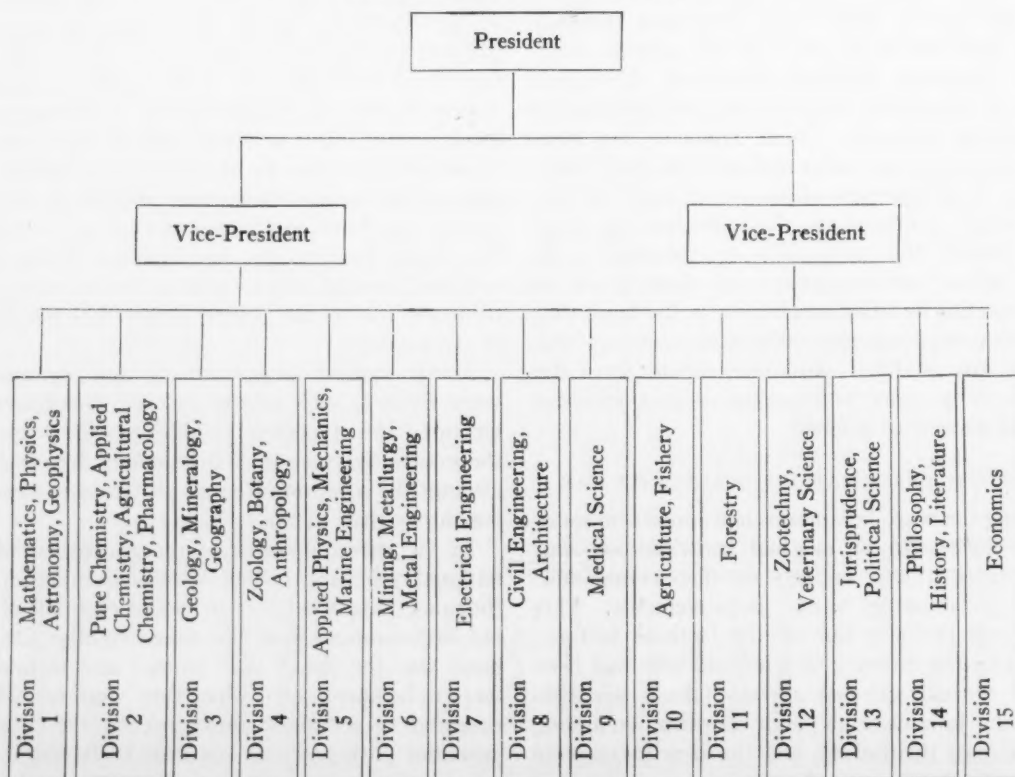 President
Vice-President
Vice-President
Division
1
Mathematics, Physics,
Astronomy, Geophysics
Division
2
Pure Chemistry, Applied
Chemistry, Agricultural
Chemistry, Pharmacology
Division
3
Geology, Mineralogy,
Geography
Division
4
Zoology, Botany,
Anthropology
Division
5
Applied Physics, Mechanics,
Marine Engineering
Division
6
Mining, Metallurgy,
Metal Engineering
Division
7
Electrical Engineering
Division
8
Civil Engineering,
Architecture
Division
9
Medical Science
Division
10
Agriculture, Fishery
Division
11
Forestry
Division
12
Zootechny,
Veterinary Science
Division
13
Jurisprudence,
Political Science
Division
14
Philosophy,
History, Literature
Division
15
Economics